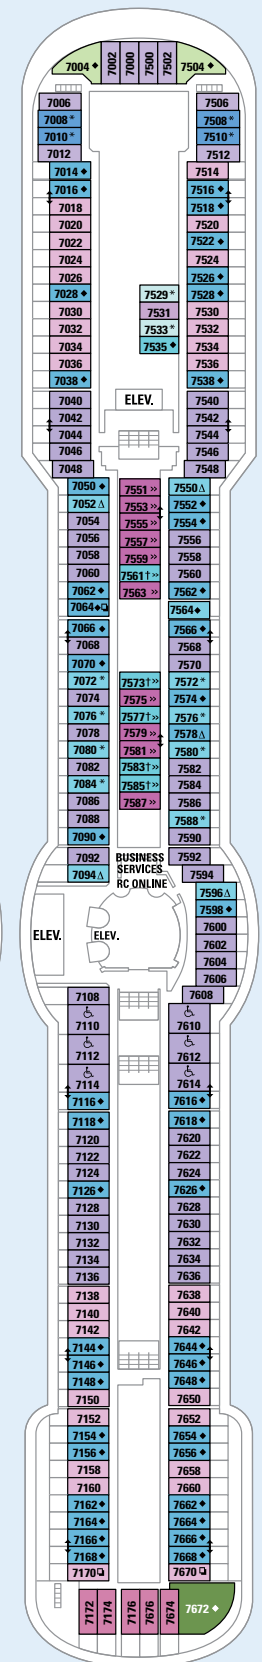 7004 ◆ 7002 7000 7500 7502 7504 ◆
7006 7506
7008 * 7508 *
7010 * 7510 *
7012 7512
7014 ◆ 7514
7016 ◆ 7516 ◆
7018 7518 ◆
7020 7520
7022 7522 ◆
7024 7524
7026 7526 ◆
7028 ◆ 7529 * 7528 ◆
7030 7531 7530
7032 7533 * 7532
7034 7535 ◆ 7534
7036 7536
7038 ◆ 7538 ◆
7040 ELEV. 7540
7042 7542
7044 7544
7046 7546
7048 7548
7050 ◆ 7551 » 7550 Δ
7052 Δ 7553 » 7552 ◆
7054 7555 » 7554 ◆
7056 7557 » 7556
7058 7559 » 7558
7060 7561 † » 7560
7062 ◆ 7563 » 7562 ◆
7064 ◆ ❏ 7564 ◆
7066 ◆ 7566 ◆
7068 7568
7070 ◆ 7570
7072 * 7573 † » 7572 *
7074 7575 » 7574 ◆
7076 * 7577 † » 7576 *
7078 7579 » 7578 Δ
7080 * 7581 » 7580 *
7082 7583 † » 7582
7084 * 7585 † » 7584
7086 7587 » 7586
7088 7588 *
7090 ◆ 7590
7092 BUSINESS 7592
7094 Δ SERVICES 7594
RC ONLINE 7596 Δ
7598 ◆
7600
ELEV. ELEV. 7602
7604
7606
7108 7608
7110 7610
7112 7612
7114 7614
7116 ◆ 7616 ◆
7118 ◆ 7618 ◆
7120 7620
7122 7622
7124 7624
7126 ◆ 7626 ◆
7128 7628
7130 7630
7132 7632
7134 7634
7136 7636
7138 7638
7140 7640
7142 7642
7144 ◆ 7644 ◆
7146 ◆ 7646 ◆
7148 ◆ 7648 ◆
7150 7650
7152 7652
7154 ◆ 7654 ◆
7156 ◆ 7656 ◆
7158 7658
7160 7660
7162 ◆ 7662 ◆
7164 ◆ 7664 ◆
7166 ◆ 7666 ◆
7168 ◆ 7668 ◆
7170 ❏ 7670 ❏
7172 7174 7176 7676 7674 7672 ◆